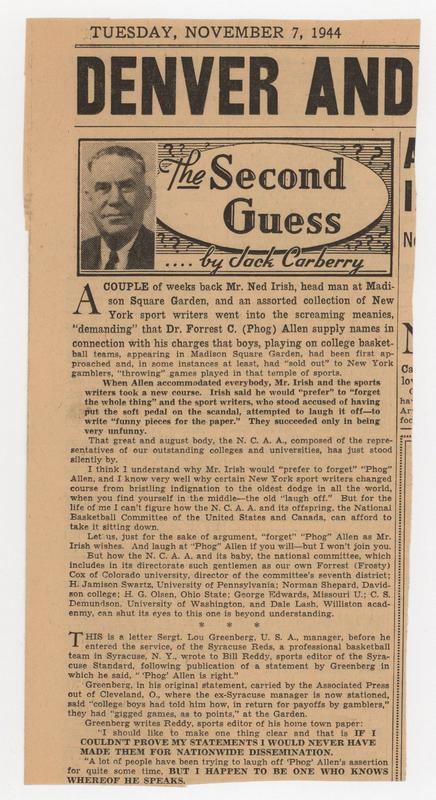 TUESDAY, NOVEMBER 7, 1944
DENVER AND
The Second
Guess
.... by Jack Carberry
A COUPLE of weeks back Mr. Ned Irish, head man at Madi-
son Square Garden, and an assorted collection of New
York sport writers went into the screaming meanies,
"demanding" that Dr. Forrest C. (Phog) Allen supply names in
connection with his charges that boys, playing on college basket-
ball teams, appearing in Madison Square Garden, had been first ap-
proached and, in some instances at least, had "sold out" to New York
gamblers, "throwing" games played in that temple of sports.
When Allen accommodated everybody, Mr. Irish and the sports
writers took a new course. Irish said he would "prefer" to "forget
the whole thing" and the sport writers, who stood accused of having
put the soft pedal on the scandal, attempted to laugh it off—to
write "funny pieces for the paper." They succeeded only in being
very unfunny.
That great and august body, the N. C. A. A., composed of the repre-
sentatives of our outstanding colleges and universities, has just stood
silently by.
I think I understand why Mr. Irish would "prefer to forget" "Phog"
Allen, and I know very well why certain New York sport writers changed
course from bristling indignation to the oldest dodge in all the world,
when you find yourself in the middle—the old "laugh off." But for the
life of me I can't figure how the N. C. A. A. and its offspring, the National
Basketball Committee of the United States and Canada, can afford to
take it sitting down.
Let us, just for the sake of argument, "forget" "Phog" Allen as Mr.
Irish wishes. And laugh at "Phog" Allen if you will—but I won't join you.
But how the N. C. A. A. and its baby, the national committee, which
includes in its directorate such gentlemen as our own Forrest (Frosty)
Cox of Colorado university, director of the committee's seventh district;
H. Jamison Swartz, University of Pennsylvania; Norman Shepard, David-
son college; H. G. Olsen, Ohio State; George Edwards, Missouri U.; C. S.
Demundson, University of Washington, and Dale Lash, Williston acad-
enmy, can shut its eyes to this one is beyond understanding.
* * *
THIS is a letter Sergt. Lou Greenberg, U. S. A., manager, before he
entered the service, of the Syracuse Reds, a professional basketball
team in Syracuse, N. Y., wrote to Bill Reddy, sports editor of the Syra-
cuse Standard, following publication of a statement by Greenberg in
which he said, " 'Phog' Allen is right."
Greenberg, in his original statement, carried by the Associated Press
out of Cleveland, O., where the ex-Syracuse manager is now stationed,
said "college boys had told him how, in return for payoffs by gamblers,"
they had "gigged games, as to points," at the Garden.
Greenberg writes Reddy, sports editor of his home town paper:
"I should like to make one thing clear and that is IF I
COULDN'T PROVE MY STATEMENTS I WOULD NEVER HAVE
MADE THEM FOR NATIONWIDE DISSEMINATION.
"A lot of people have been trying to laugh off 'Phog' Allen's assertion
for quite some time, BUT I HAPPEN TO BE ONE WHO KNOWS
WHEREOF HE SPEAKS.